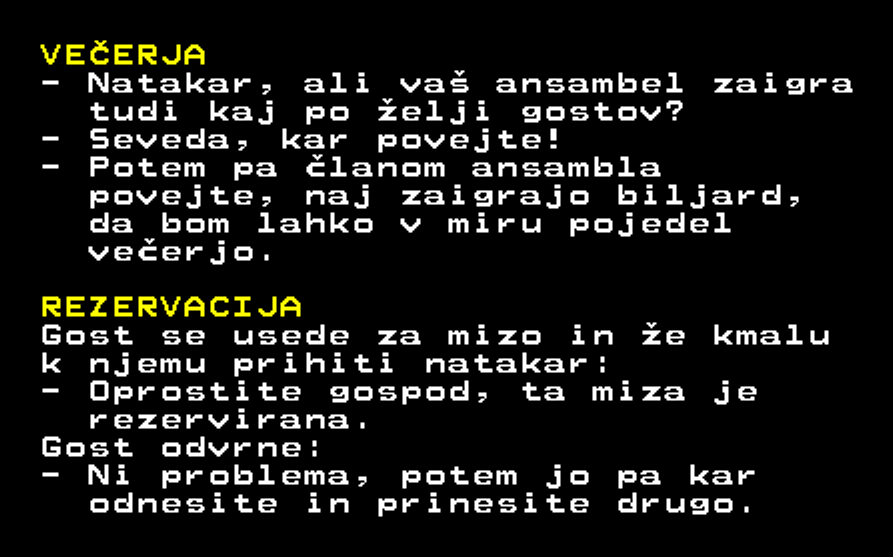 VEČERJA
- Natakar, ali vaš ansambel zaigra
tudi kaj po želji gostov?
- Seveda, kar povejte!
- Potem pa članom ansambla
povejte, naj zaigrajo biljard,
da bom lahko v miru pojedel
večerjo.
REZERVACIJA
Gost se usede za mizo in že kmalu
k njemu prihiti natakar:
- Oprostite gospod, ta miza je
rezervirana.
Gost odvrne:
- Ni problema, potem jo pa kar
odnesite in prinesite drugo.